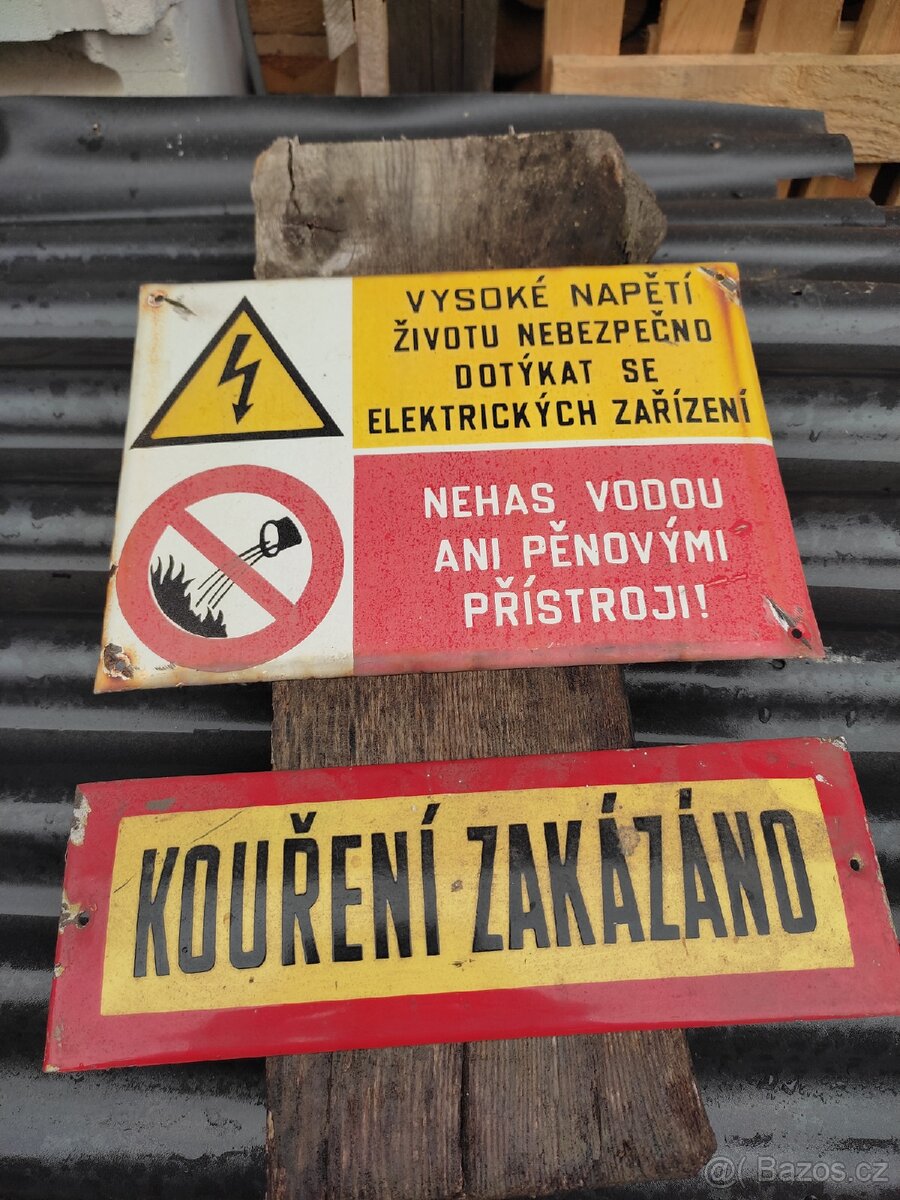 VYSOKÉ NAPĚTÍ
ŽIVOTU NEBEZPEČNO
DOTÝKAT SE
ELEKTRICKÝCH ZAŘÍZENÍ
NEHAS VODOU
ANI PĚNOVÝMI
PŘÍSTROJI!
KOUŘENÍ ZAKÁZÁNO
@( Bazos.cz